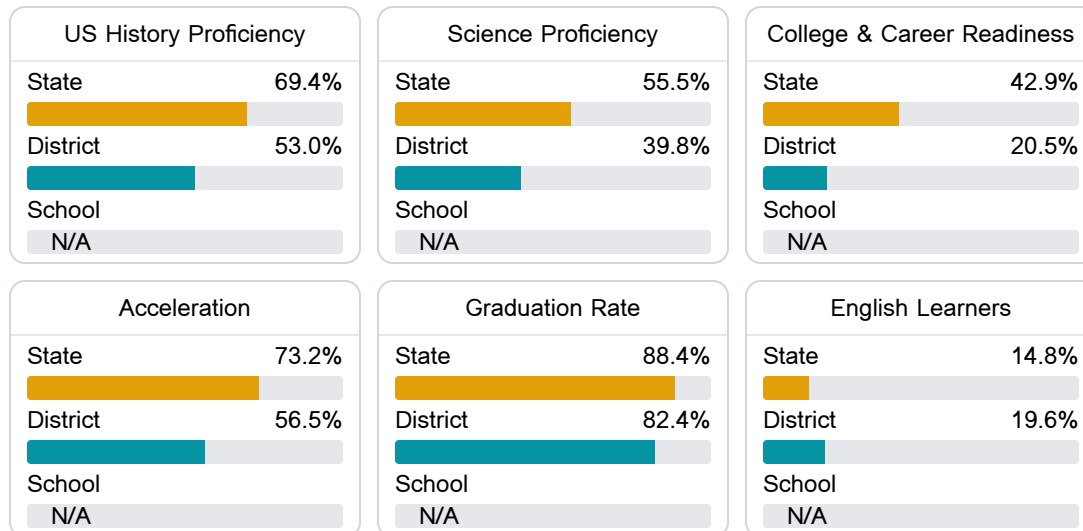 US History Proficiency
State 69.4%
District 53.0%
School
N/A
Science Proficiency
State 55.5%
District 39.8%
School
N/A
College & Career Readiness
State 42.9%
District 20.5%
School
N/A
Acceleration
State 73.2%
District 56.5%
School
N/A
Graduation Rate
State 88.4%
District 82.4%
School
N/A
English Learners
State 14.8%
District 19.6%
School
N/A